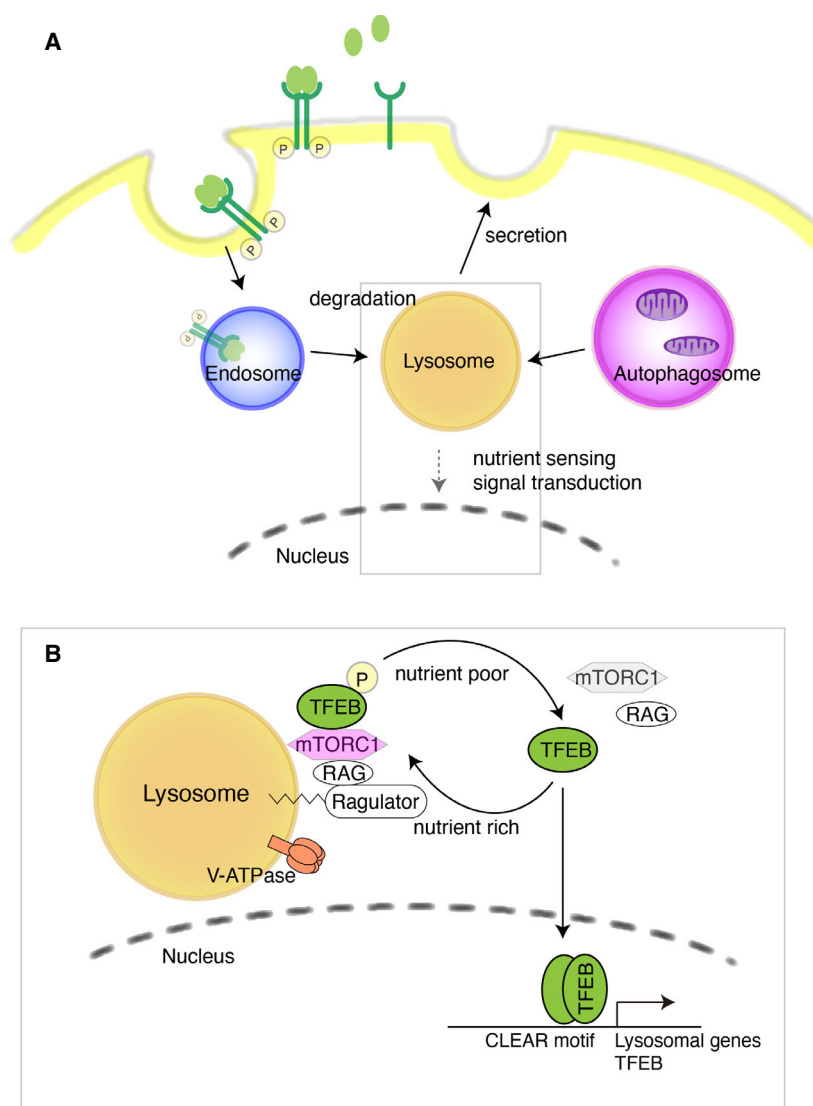 A
P
P
P
P
secretion
degradation
P
P
Endosome
Lysosome
Autophagosome
nutrient sensing
signal transduction
Nucleus
B
P
nutrient poor
mTORC1
TFEB
RAG
mTORC1
TFEB
RAG
Lysosome
Ragulator
nutrient rich
V-ATPase
Nucleus
TFEB
CLEAR motif
Lysosomal genes
TFEB